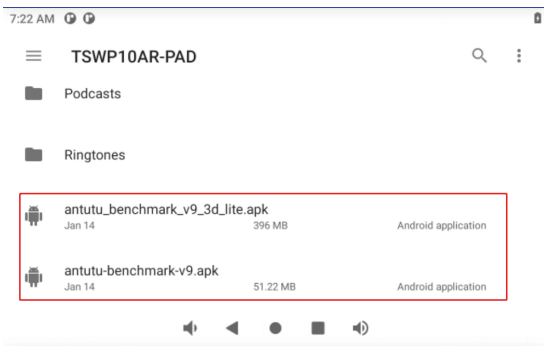 7:22 AM
TSWP10AR-PAD
Podcasts
Ringtones
antutu_benchmark_v9_3d_lite.apk
Jan 14 396 MB Android application
antutu-benchmark-v9.apk
Jan 14 51.22 MB Android application